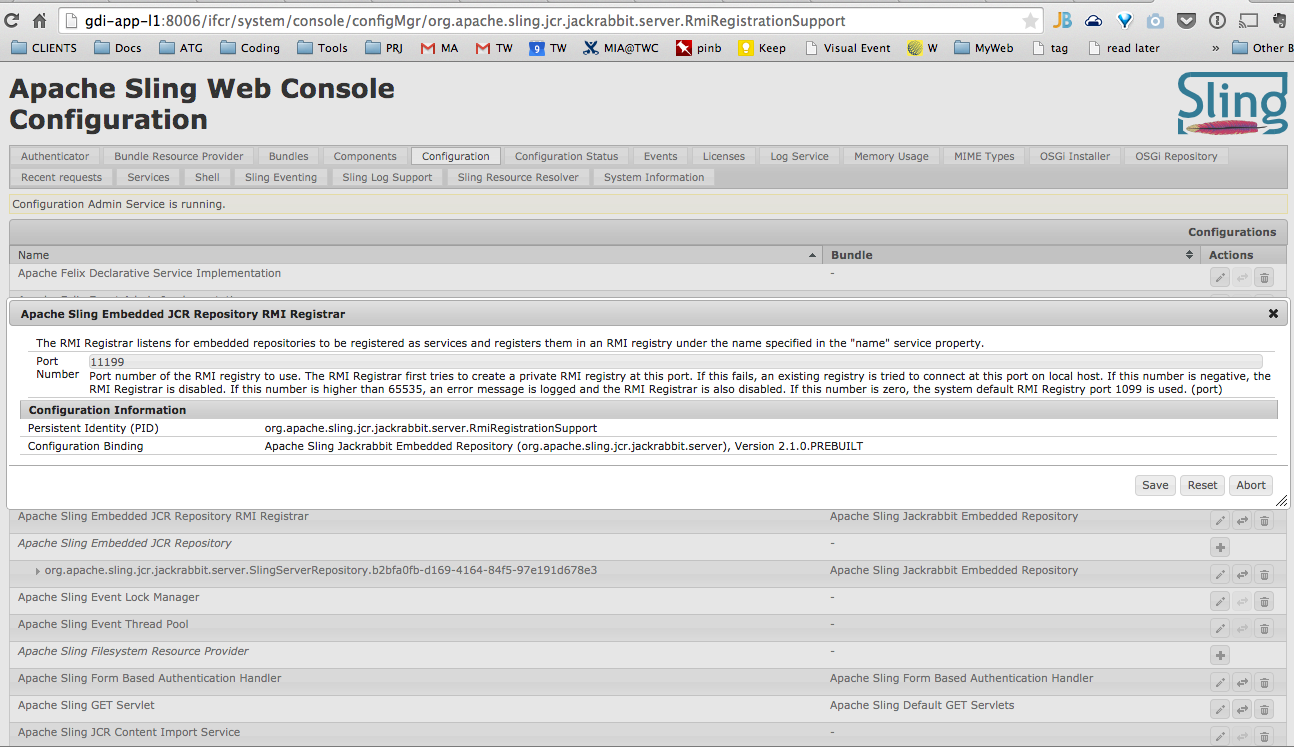 gdi-app-l1:8006/ifcr/system/console/configMgr/org.apache.sling.jcr.jackrabbit.server.RmiRegistrationSupport
CLIENTS Docs ATG Coding Tools PRJ MA TW 9 TW MIA@TWC pinb Keep Visual Event W MyWeb tag read later » Other B
Apache Sling Web Console
Configuration
Sling
Authenticator Bundle Resource Provider Bundles Components Configuration Configuration Status Events Licenses Log Service Memory Usage MIME Types OSGi Installer OSGi Repository
Recent requests Services Shell Sling Eventing Sling Log Support Sling Resource Resolver System Information
Configuration Admin Service is running.
Configurations
Name Bundle Actions
Apache Felix Declarative Service Implementation -
Apache Sling Embedded JCR Repository RMI Registrar
The RMI Registrar listens for embedded repositories to be registered as services and registers them in an RMI registry under the name specified in the "name" service property.
Port Number 11199
Port number of the RMI registry to use. The RMI Registrar first tries to create a private RMI registry at this port. If this fails, an existing registry is tried to connect at this port on local host. If this number is negative, the
RMI Registrar is disabled. If this number is higher than 65535, an error message is logged and the RMI Registrar is also disabled. If this number is zero, the system default RMI Registry port 1099 is used. (port)
Configuration Information
Persistent Identity (PID) org.apache.sling.jcr.jackrabbit.server.RmiRegistrationSupport
Configuration Binding Apache Sling Jackrabbit Embedded Repository (org.apache.sling.jcr.jackrabbit.server), Version 2.1.0.PREBUILT
Save Reset Abort
Apache Sling Embedded JCR Repository RMI Registrar Apache Sling Jackrabbit Embedded Repository
Apache Sling Embedded JCR Repository -
org.apache.sling.jcr.jackrabbit.server.SlingServerRepository.b2bfa0fb-d169-4164-84f5-97e191d678e3 Apache Sling Jackrabbit Embedded Repository
Apache Sling Event Lock Manager -
Apache Sling Event Thread Pool -
Apache Sling Filesystem Resource Provider -
Apache Sling Form Based Authentication Handler Apache Sling Form Based Authentication Handler
Apache Sling GET Servlet Apache Sling Default GET Servlets
Apache Sling JCR Content Import Service -